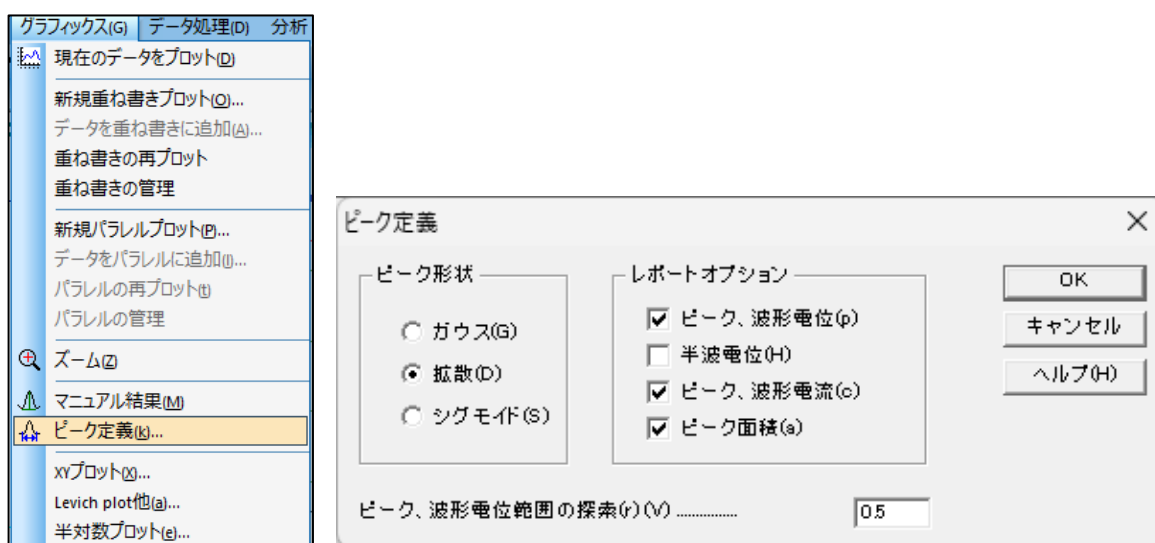 グラフィックス(G) データ処理(D) 分析
現在のデータをプロット(D)
新規重ね書きプロット(O)...
データを重ね書きに追加(A)...
重ね書きの再プロット
重ね書きの管理
新規パラレルプロット(P)...
データをパラレルに追加(l)...
パラレルの再プロット(t)
パラレルの管理
ズーム(Z)
マニュアル結果(M)
ピーク定義(k)...
XYプロット(X)...
Levich plot他(a)...
半対数プロット(e)...
ピーク定義
ピーク形状
ガウス(G)
拡散(D)
シグモイド(S)
レポートオプション
ピーク、波形電位(p)
半波電位(H)
ピーク、波形電流(c)
ピーク面積(a)
OK
キャンセル
ヘルプ(H)
ピーク、波形電位範囲の探索(r)(V) ............... 0.5